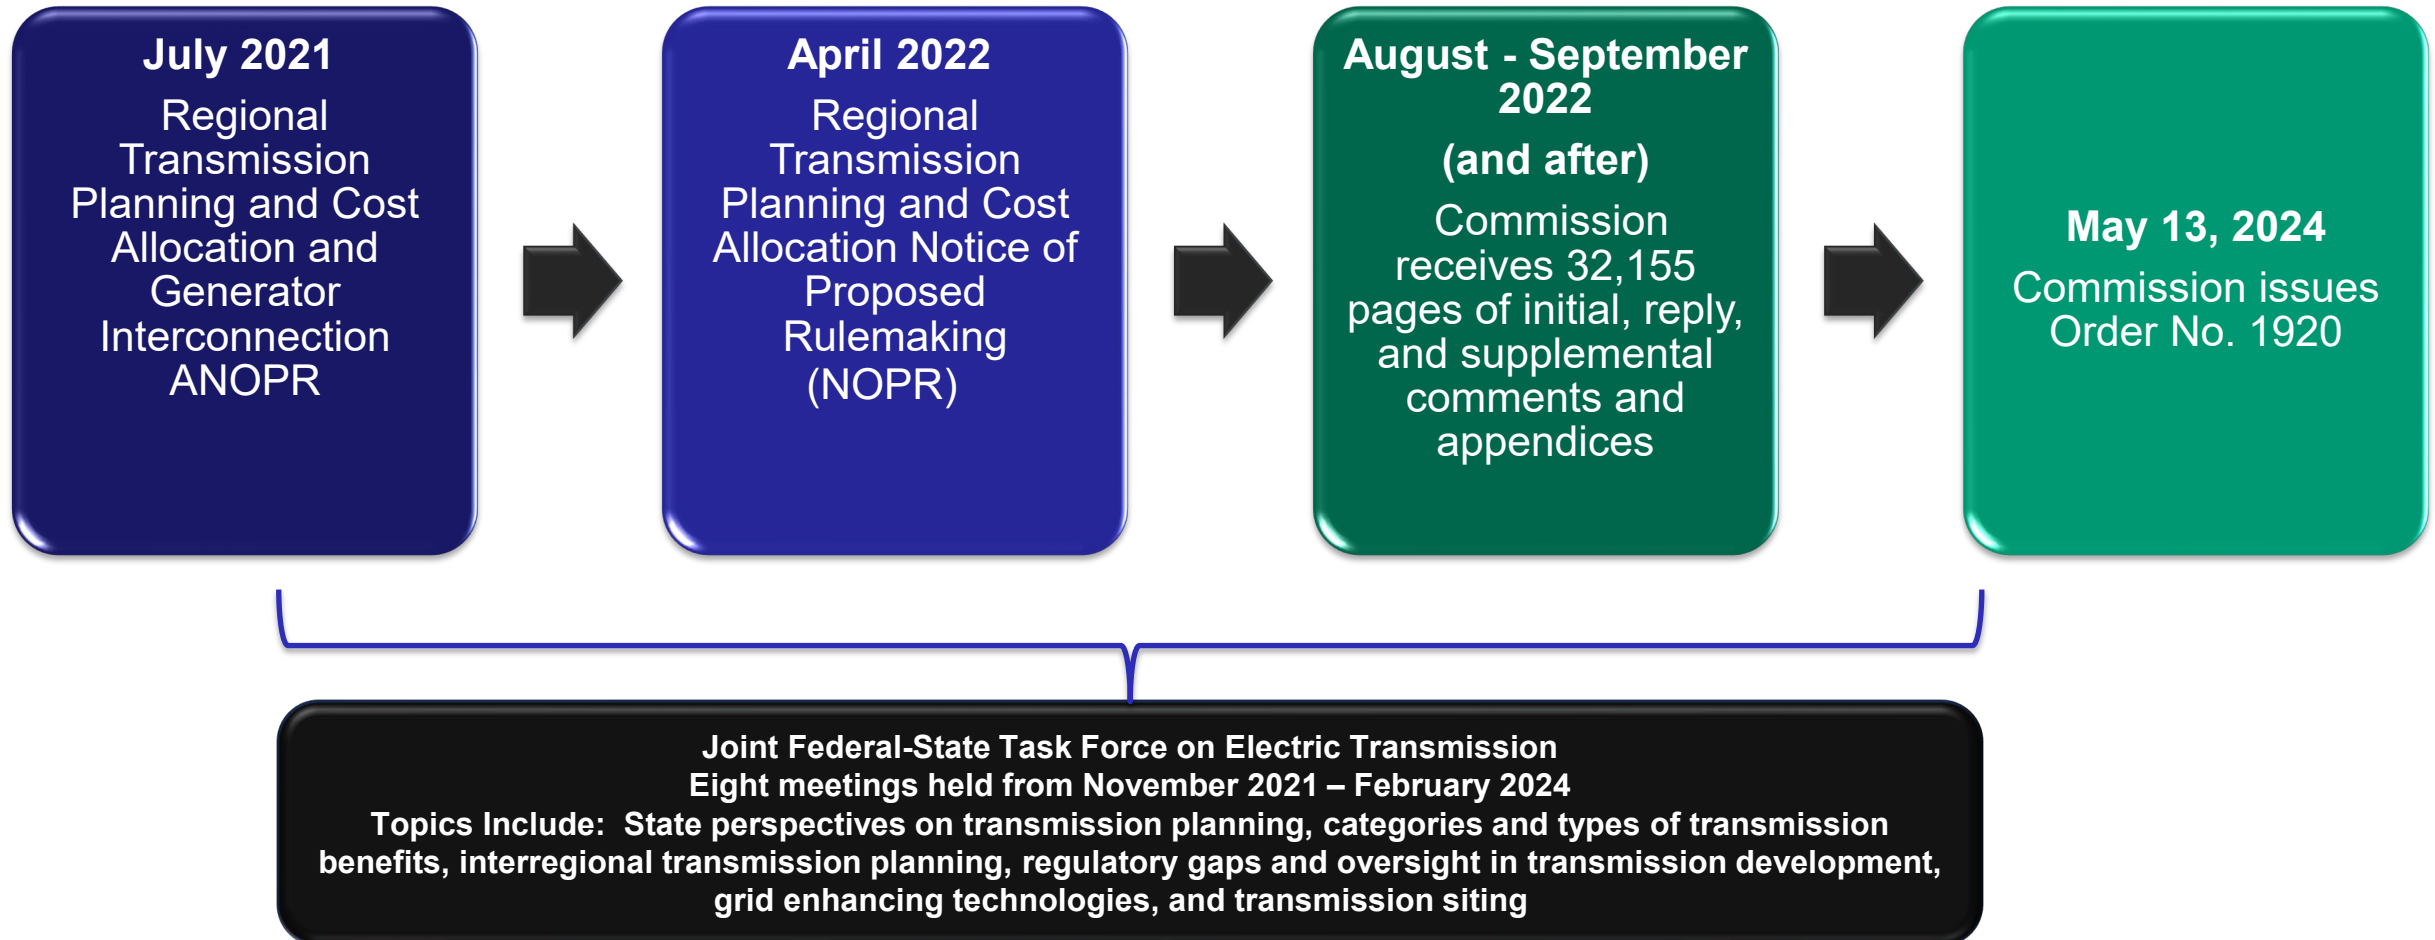 July 2021
Regional
Transmission
Planning and Cost
Allocation and
Generator
Interconnection
ANOPR
April 2022
Regional
Transmission
Planning and Cost
Allocation Notice of
Proposed
Rulemaking
(NOPR)
August - September
2022
(and after)
Commission
receives 32,155
pages of initial, reply,
and supplemental
comments and
appendices
May 13, 2024
Commission issues
Order No. 1920
Joint Federal-State Task Force on Electric Transmission
Eight meetings held from November 2021 – February 2024
Topics Include:  State perspectives on transmission planning, categories and types of transmission
benefits, interregional transmission planning, regulatory gaps and oversight in transmission development,
grid enhancing technologies, and transmission siting